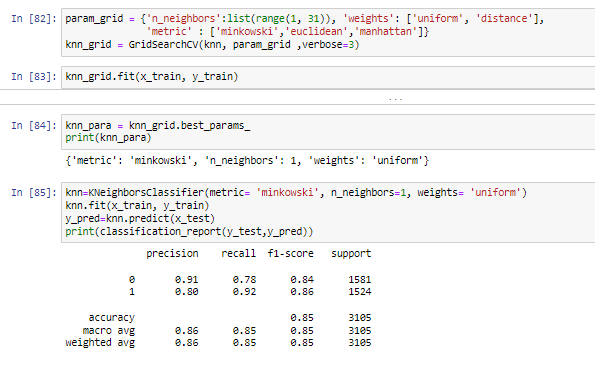 In [82]: param_grid = {'n_neighbors':list(range(1, 31)), 'weights': ['uniform', 'distance'],
'metric' : ['minkowski','euclidean','manhattan']}
knn_grid = GridSearchCV(knn, param_grid ,verbose=3)
In [83]: knn_grid.fit(x_train, y_train)
...
In [84]: knn_para = knn_grid.best_params_
print(knn_para)
{'metric': 'minkowski', 'n_neighbors': 1, 'weights': 'uniform'}
In [85]: knn=KNeighborsClassifier(metric= 'minkowski', n_neighbors=1, weights= 'uniform')
knn.fit(x_train, y_train)
y_pred=knn.predict(x_test)
print(classification_report(y_test,y_pred))
precision recall f1-score support
0 0.91 0.78 0.84 1581
1 0.80 0.92 0.86 1524
accuracy 0.85 3105
macro avg 0.86 0.85 0.85 3105
weighted avg 0.86 0.85 0.85 3105